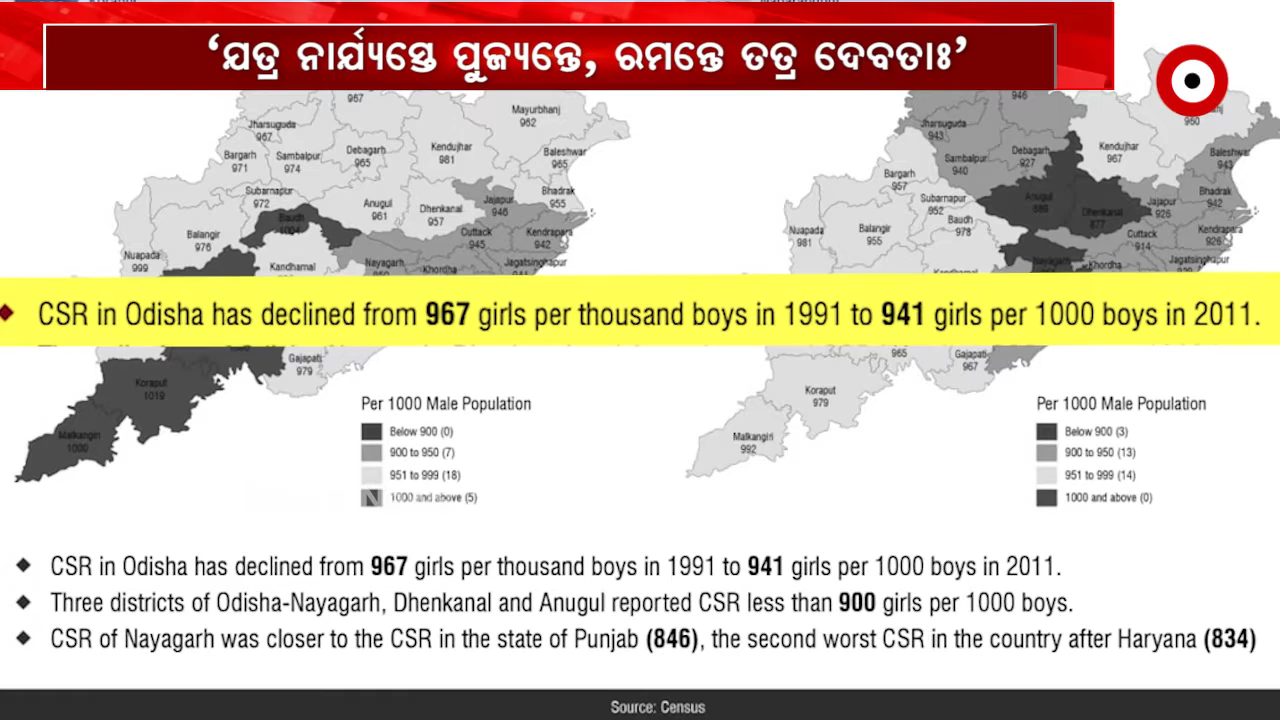 ‘ଯତ୍ର ନାର୍ଯ୍ୟସ୍ତେ ପୁଜ୍ୟନ୍ତେ, ରମନ୍ତେ ତତ୍ର ଦେବତାଃ’
967
Mayurbhanj
962
Jharsuguda
967
Bargarh
971
Sambalpur
974
Debagarh
965
Kendujhar
981
Baleshwar
965
Subarnapur
972
Anugul
961
Dhenkanal
957
Jajapur
946
Bhadrak
955
Baudh
1004
Balangir
976
Cuttack
945
Kendrapara
942
Nuapada
999
Kandhamal
Nayagarh
Khordha
Jagatsinghapur
946
960
Jharsuguda
943
Sambalpur
940
Debagarh
927
Kendujhar
967
Baleshwar
943
Bargarh
957
Subarnapur
952
Anugul
889
Dhenkanal
877
Jajapur
926
Bhadrak
942
Nuapada
981
Balangir
955
Baudh
978
Cuttack
914
Kendrapara
926
Nayagarh
Khordha
Jagatsinghapur
Kandhamal
CSR in Odisha has declined from 967 girls per thousand boys in 1991 to 941 girls per 1000 boys in 2011.
Gajapati
979
Koraput
1019
Malkangiri
1000
Per 1000 Male Population
Below 900 (0)
900 to 950 (7)
951 to 999 (18)
1000 and above (5)
965
Gajapati
967
Koraput
979
Malkangiri
992
Per 1000 Male Population
Below 900 (3)
900 to 950 (13)
951 to 999 (14)
1000 and above (0)
◆ CSR in Odisha has declined from 967 girls per thousand boys in 1991 to 941 girls per 1000 boys in 2011.
◆ Three districts of Odisha-Nayagarh, Dhenkanal and Anugul reported CSR less than 900 girls per 1000 boys.
◆ CSR of Nayagarh was closer to the CSR in the state of Punjab (846), the second worst CSR in the country after Haryana (834)
Source: Census